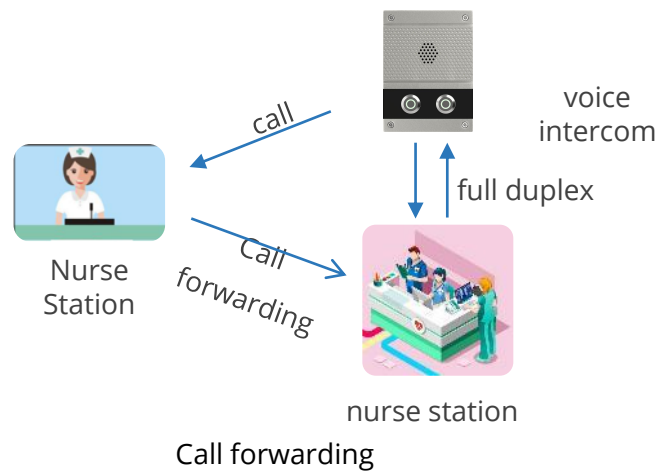 call
voice
intercom
full duplex
Nurse
Station
Call
forwarding
nurse station
Call forwarding